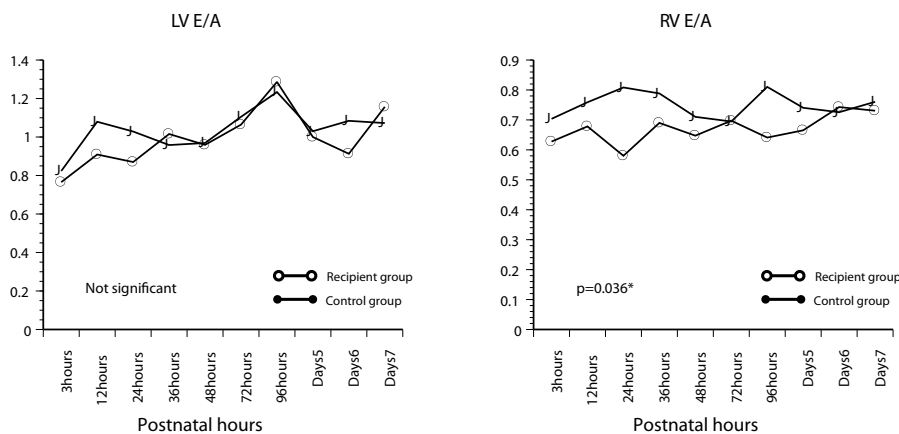 LV E/A
1.4
1.2
1
0.8
0.6
0.4
0.2
0
J
J
J
J
J
J
J
J
J
J
Not significant
Recipient group
Control group
3hours
12hours
24hours
36hours
48hours
72hours
96hours
Days5
Days6
Days7
Postnatal hours
RV E/A
0.9
0.8
0.7
0.6
0.5
0.4
0.3
0.2
0.1
0
J
J
J
J
J
J
J
J
J
J
p=0.036*
Recipient group
Control group
3hours
12hours
24hours
36hours
48hours
72hours
96hours
Days5
Days6
Days7
Postnatal hours